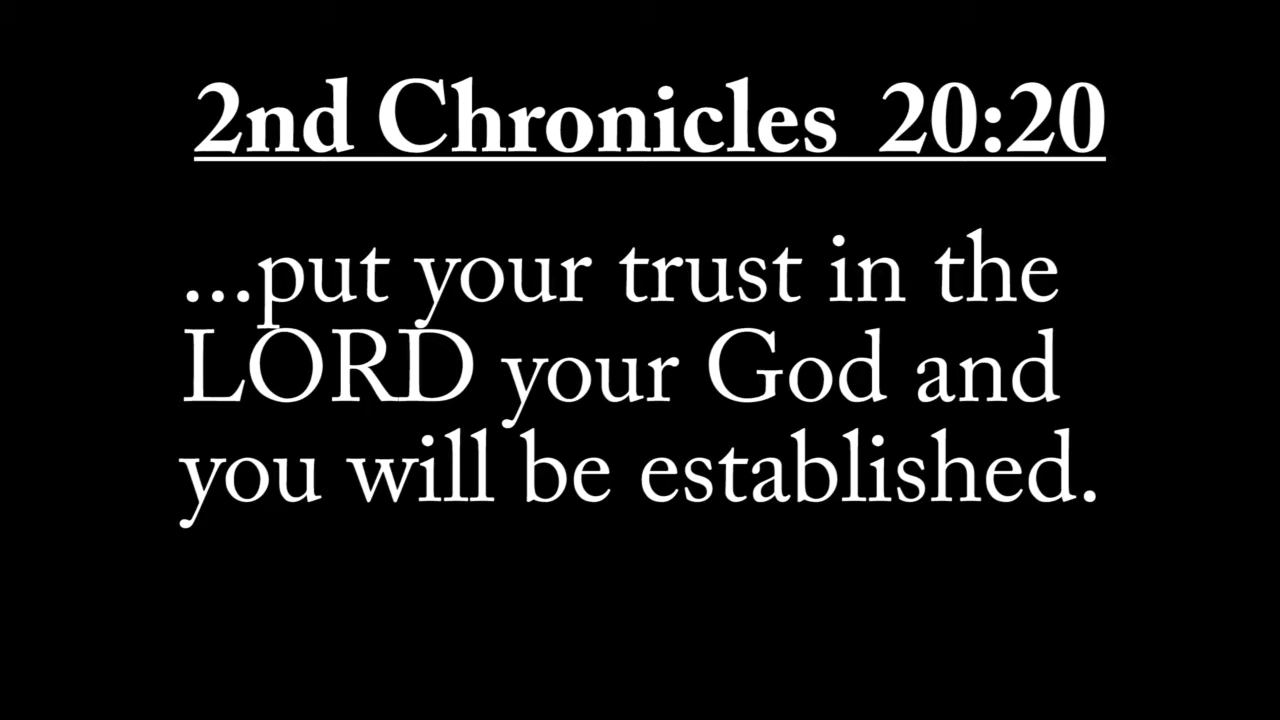 2nd Chronicles 20:20
...put your trust in the
LORD your God and
you will be established.